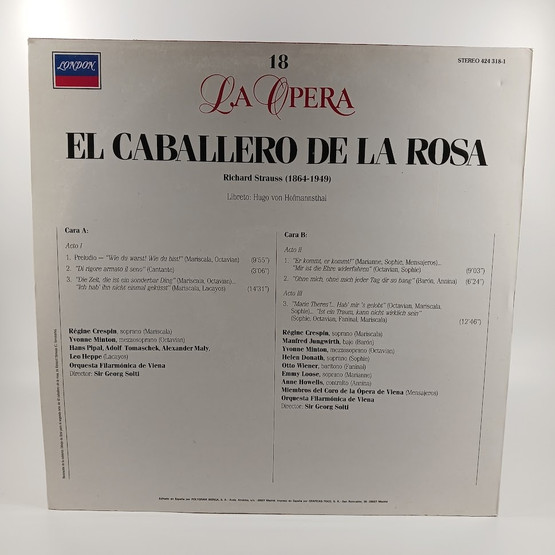 LONDON
18
STEREO 424 318-1
LA OPERA
EL CABALLERO DE LA ROSA
Richard Strauss (1864-1949)
Libreto: Hugo von Hofmannsthal
Cara A:
Acto I
1. Preludio — "Wie du warst! Wie du bist!" (Mariscala, Octavian) (9'55")
2. "Di rigore armato il seno" (Cantante) (3'06")
3. "Die Zeit, die ist ein sonderbar Ding" (Mariscala, Octavian)...
"Ich hab' ihn nicht einmal geküsst" (Mariscala, Lacayos) (14'31")
Régine Crespin, soprano (Mariscala)
Yvonne Minton, mezzosoprano (Octavian)
Hans Pipal, Adolf Tomaschek, Alexander Maly,
Leo Heppe (Lacayos)
Orquesta Filarmónica de Viena
Director: Sir Georg Solti
Cara B:
Acto II
1. "Er kommt, er kommt!" (Marianne, Sophie, Mensajeros)...
"Mir ist die Ehre widerfahren" (Octavian, Sophie) (9'03")
2. "Ohne mich, ohne mich jeder Tag dir so bang" (Barón, Annina) (6'24")
Acto III
3. "Marie Theres'!... Hab' mir 's gelobt" (Octavian, Mariscala,
Sophie)... "Ist ein Traum, kann nicht wirklich sein"
(Sophie, Octavian, Faninal, Mariscala) (12'46")
Régine Crespin, soprano (Mariscala)
Manfred Jungwirth, bajo (Barón)
Yvonne Minton, mezzosoprano (Octavian)
Helen Donath, soprano (Sophie)
Otto Wiener, barítono (Faninal)
Emmy Loose, soprano (Marianne)
Anne Howells, contralto (Annina)
Miembros del Coro de la Ópera de Viena (Mensajeros)
Orquesta Filarmónica de Viena
Director: Sir Georg Solti